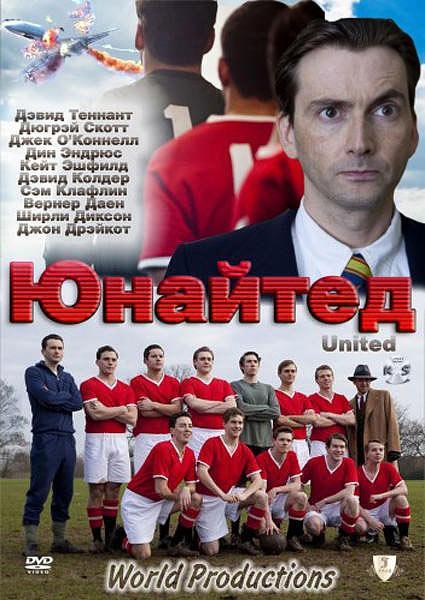 Дэвид Теннант
Дюгрэй Скотт
Джек О'Коннелл
Дин Эндрюс
Кейт Эшфилд
Дэвид Колдер
Сэм Клафлин
Вернер Даен
Ширли Диксон
Джон Дрэйкот
Юнайтед
United
DVD
VIDEO
World Productions